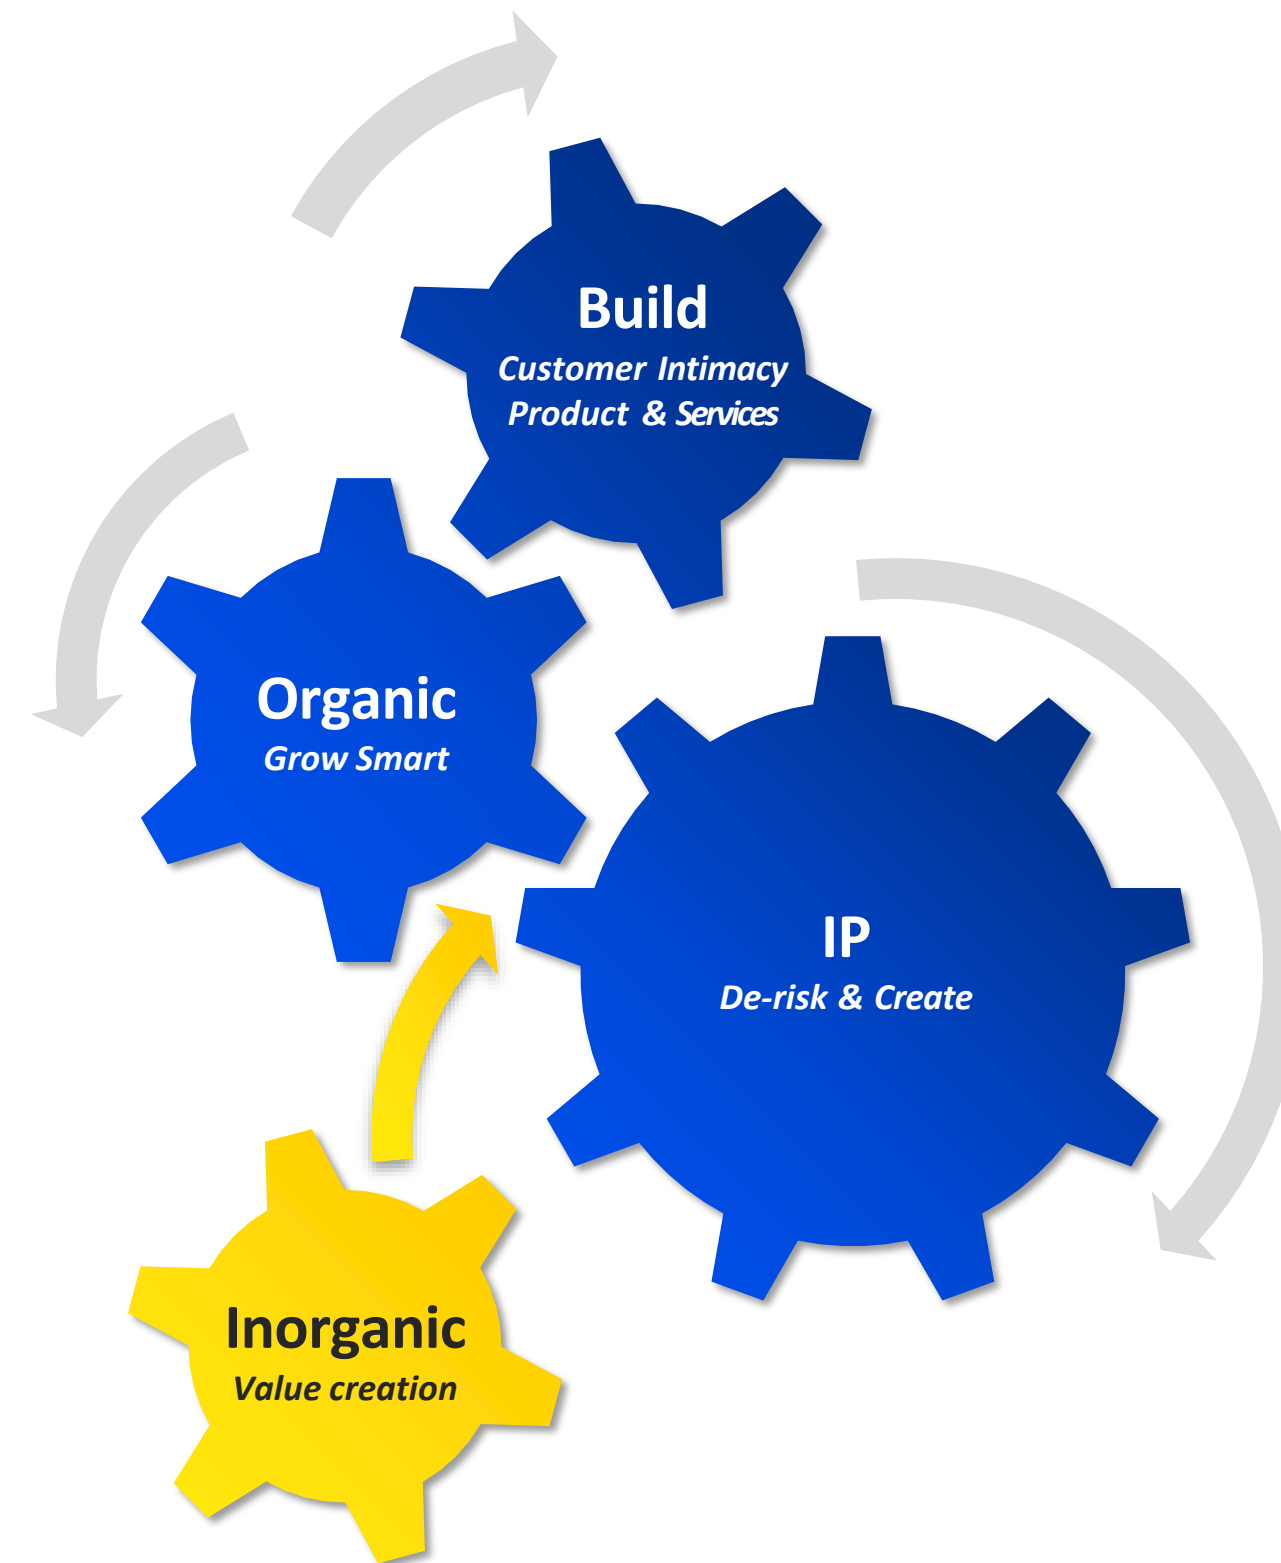 Build
Customer Intimacy
Product & Services
Organic
Grow Smart
IP
De-risk & Create
Inorganic
Value creation